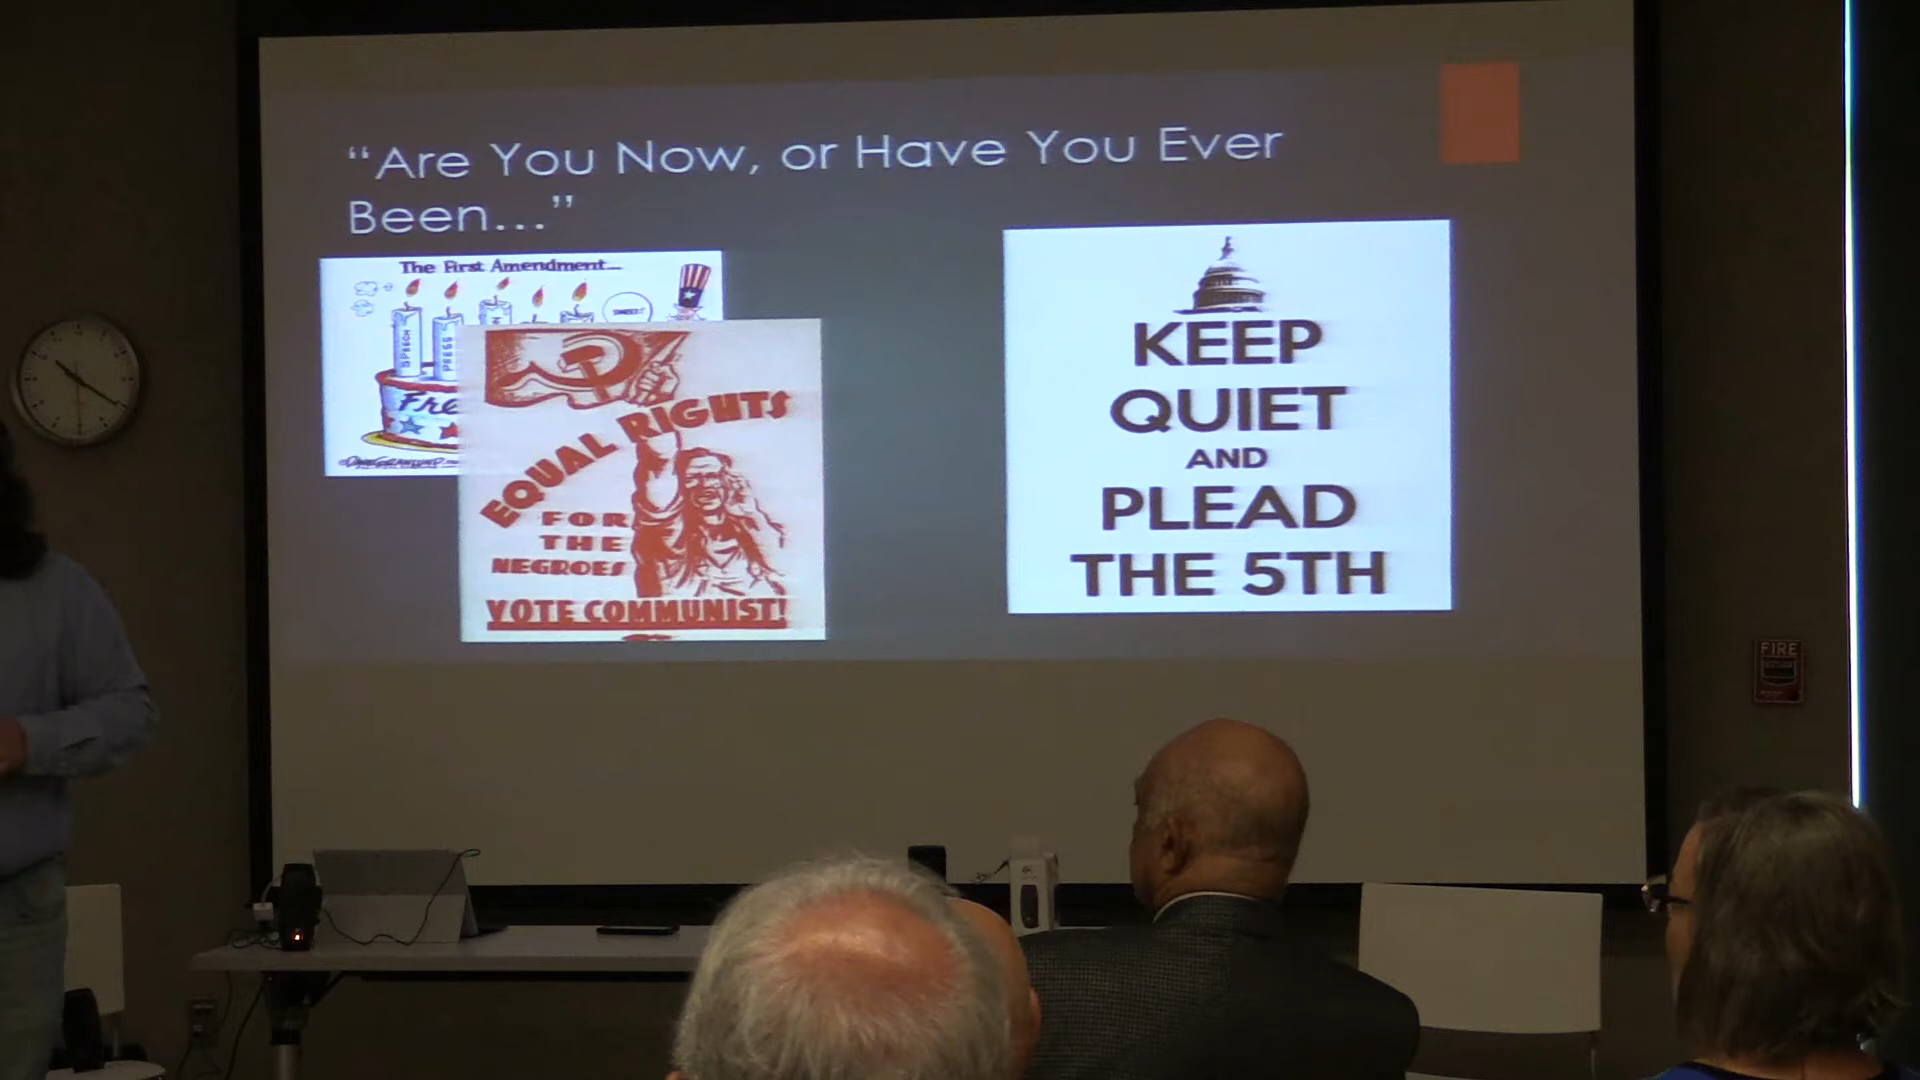 “Are You Now, or Have You Ever
Been...”
The First Amendment...
SPEECH
PRESS
Fre
EQUAL RIGHTS
FOR
THE
NEGROES
VOTE COMMUNIST!
KEEP
QUIET
AND
PLEAD
THE 5TH
FIRE